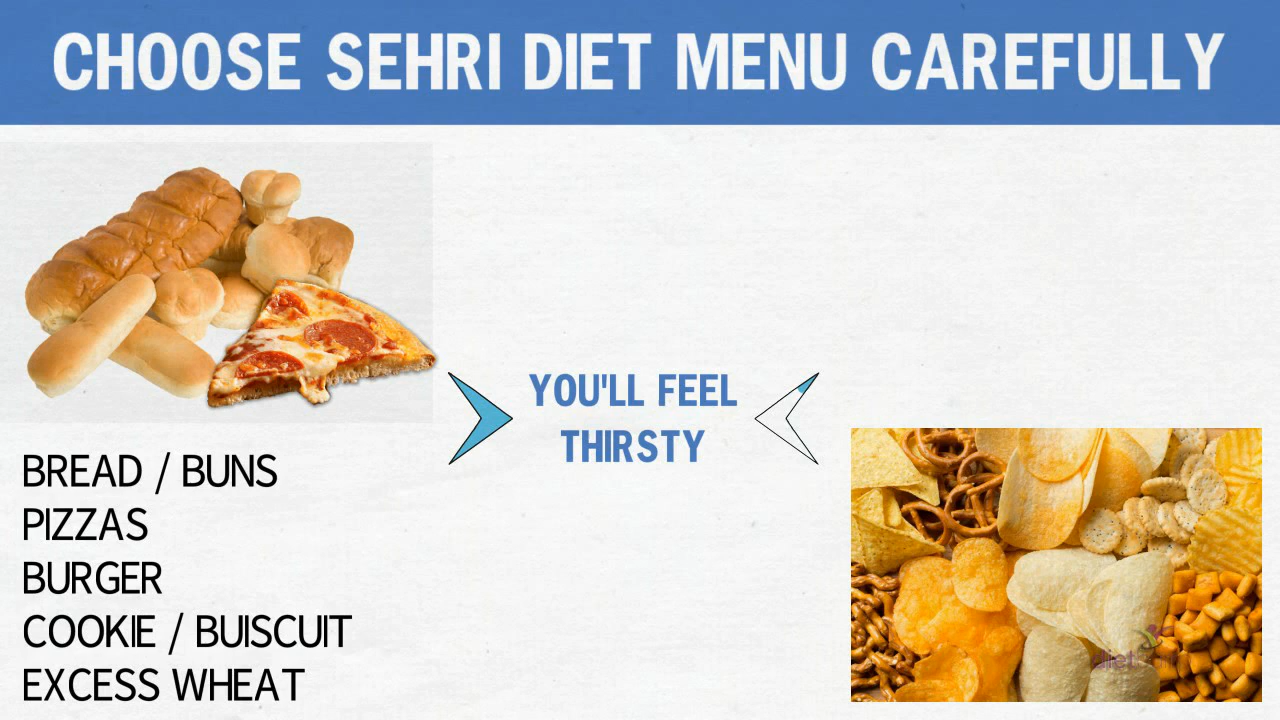 CHOOSE SEHRI DIET MENU CAREFULLY
YOU'LL FEEL
THIRSTY
BREAD / BUNS
PIZZAS
BURGER
COOKIE / BUISCUIT
EXCESS WHEAT